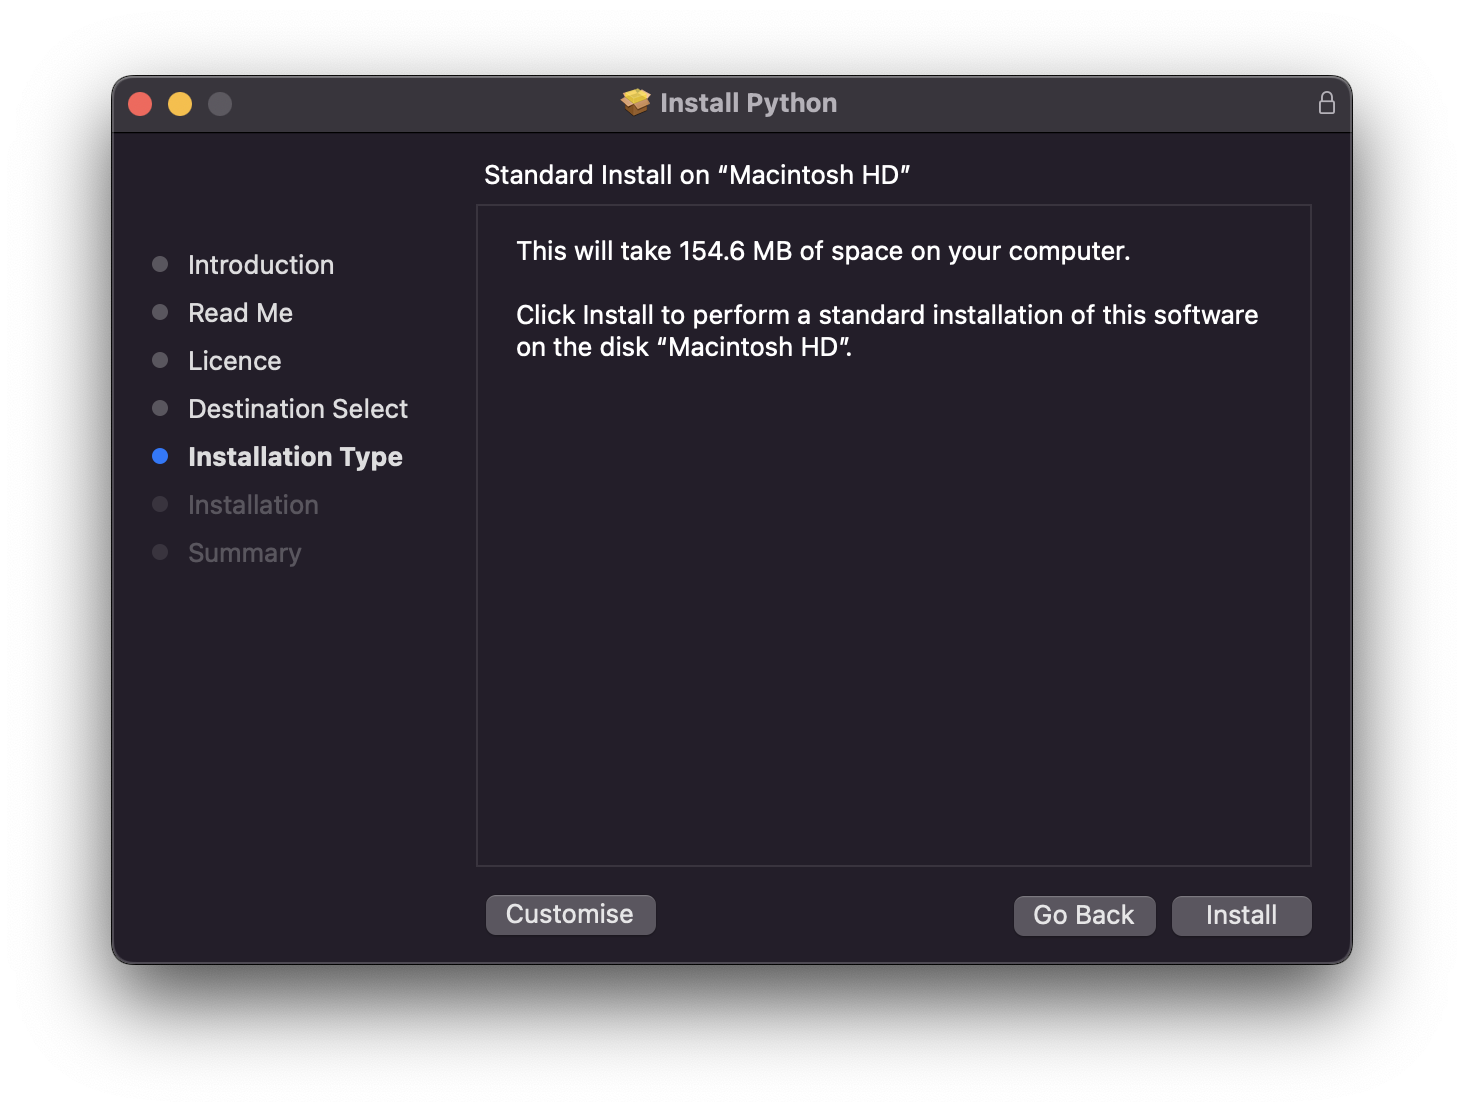 Install Python
Standard Install on “Macintosh HD”
Introduction
Read Me
Licence
Destination Select
Installation Type
Installation
Summary
This will take 154.6 MB of space on your computer.
Click Install to perform a standard installation of this software
on the disk “Macintosh HD”.
Customise
Go Back
Install